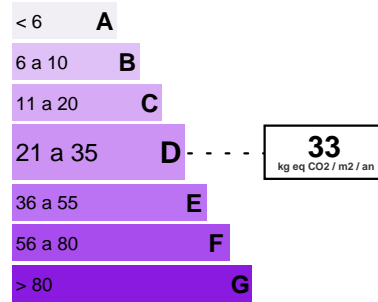 < 6 A
6 a 10 B
11 a 20 C
21 a 35 D
33
kg eq CO2 / m2 / an
36 a 55 E
56 a 80 F
> 80 G